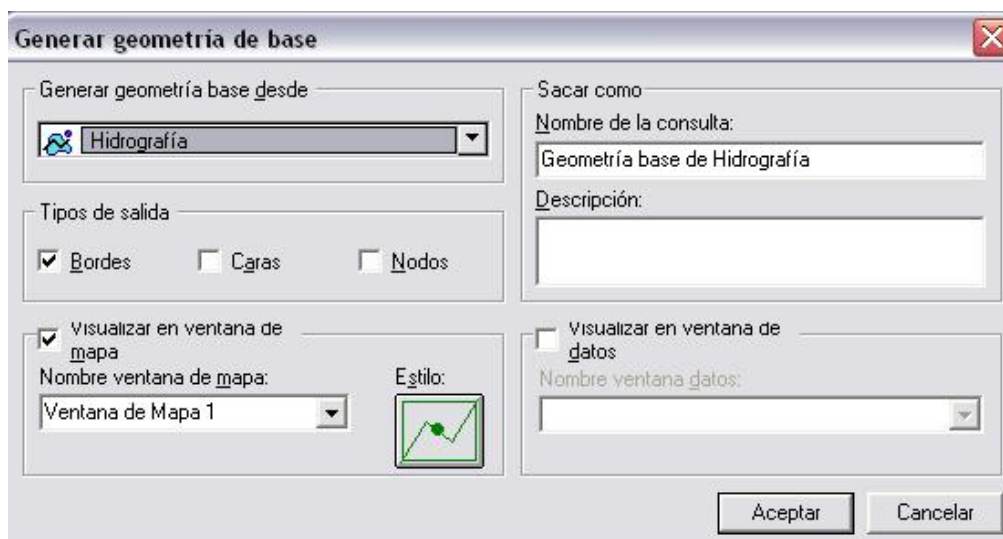 Generar geometría de base
Generar geometría base desde
Hidrografía
Tipos de salida
Bordes
Caras
Nodos
Visualizar en ventana de
mapa
Nombre ventana de mapa:
Ventana de Mapa 1
Estilo:
Sacar como
Nombre de la consulta:
Geometría base de Hidrografía
Descripción:
Visualizar en ventana de
datos
Nombre ventana datos:
Aceptar
Cancelar